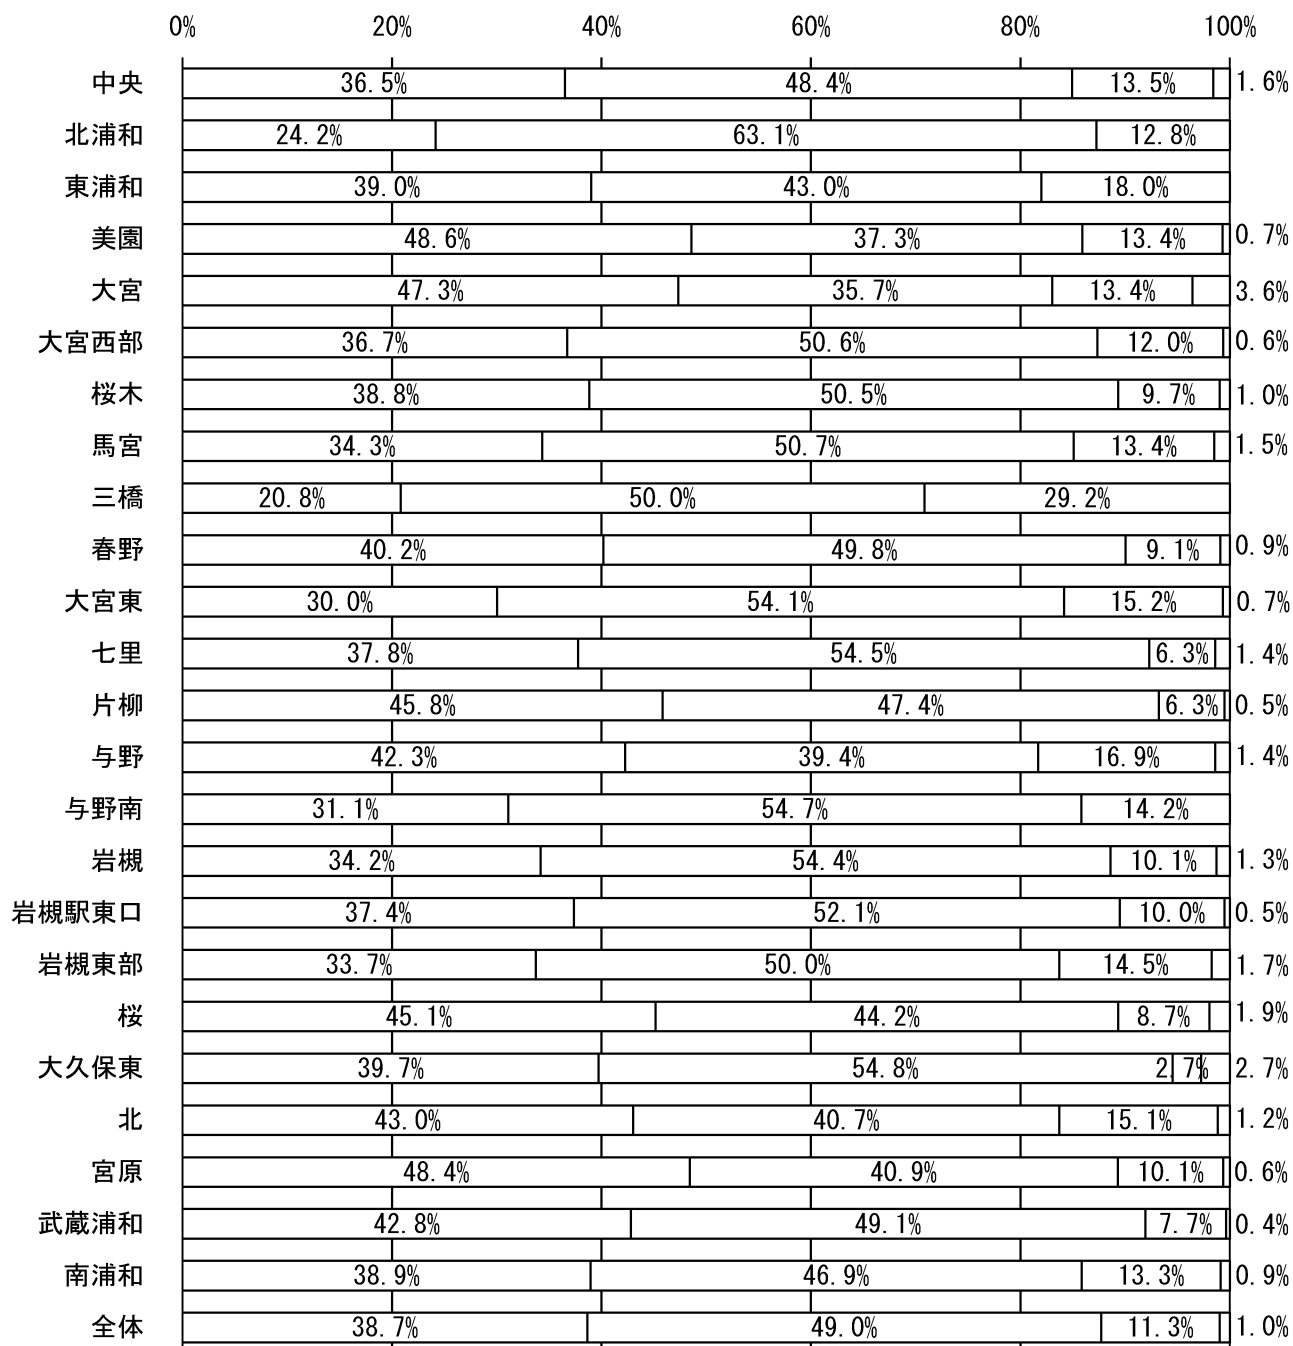 0% 20% 40% 60% 80% 100%
中央 36.5% 48.4% 13.5% 1.6%
北浦和 24.2% 63.1% 12.8%
東浦和 39.0% 43.0% 18.0%
美園 48.6% 37.3% 13.4% 0.7%
大宮 47.3% 35.7% 13.4% 3.6%
大宮西部 36.7% 50.6% 12.0% 0.6%
桜木 38.8% 50.5% 9.7% 1.0%
馬宮 34.3% 50.7% 13.4% 1.5%
三橋 20.8% 50.0% 29.2%
春野 40.2% 49.8% 9.1% 0.9%
大宮東 30.0% 54.1% 15.2% 0.7%
七里 37.8% 54.5% 6.3% 1.4%
片柳 45.8% 47.4% 6.3% 0.5%
与野 42.3% 39.4% 16.9% 1.4%
与野南 31.1% 54.7% 14.2%
岩槻 34.2% 54.4% 10.1% 1.3%
岩槻駅東口 37.4% 52.1% 10.0% 0.5%
岩槻東部 33.7% 50.0% 14.5% 1.7%
桜 45.1% 44.2% 8.7% 1.9%
大久保東 39.7% 54.8% 2.7% 2.7%
北 43.0% 40.7% 15.1% 1.2%
宮原 48.4% 40.9% 10.1% 0.6%
武蔵浦和 42.8% 49.1% 7.7% 0.4%
南浦和 38.9% 46.9% 13.3% 0.9%
全体 38.7% 49.0% 11.3% 1.0%